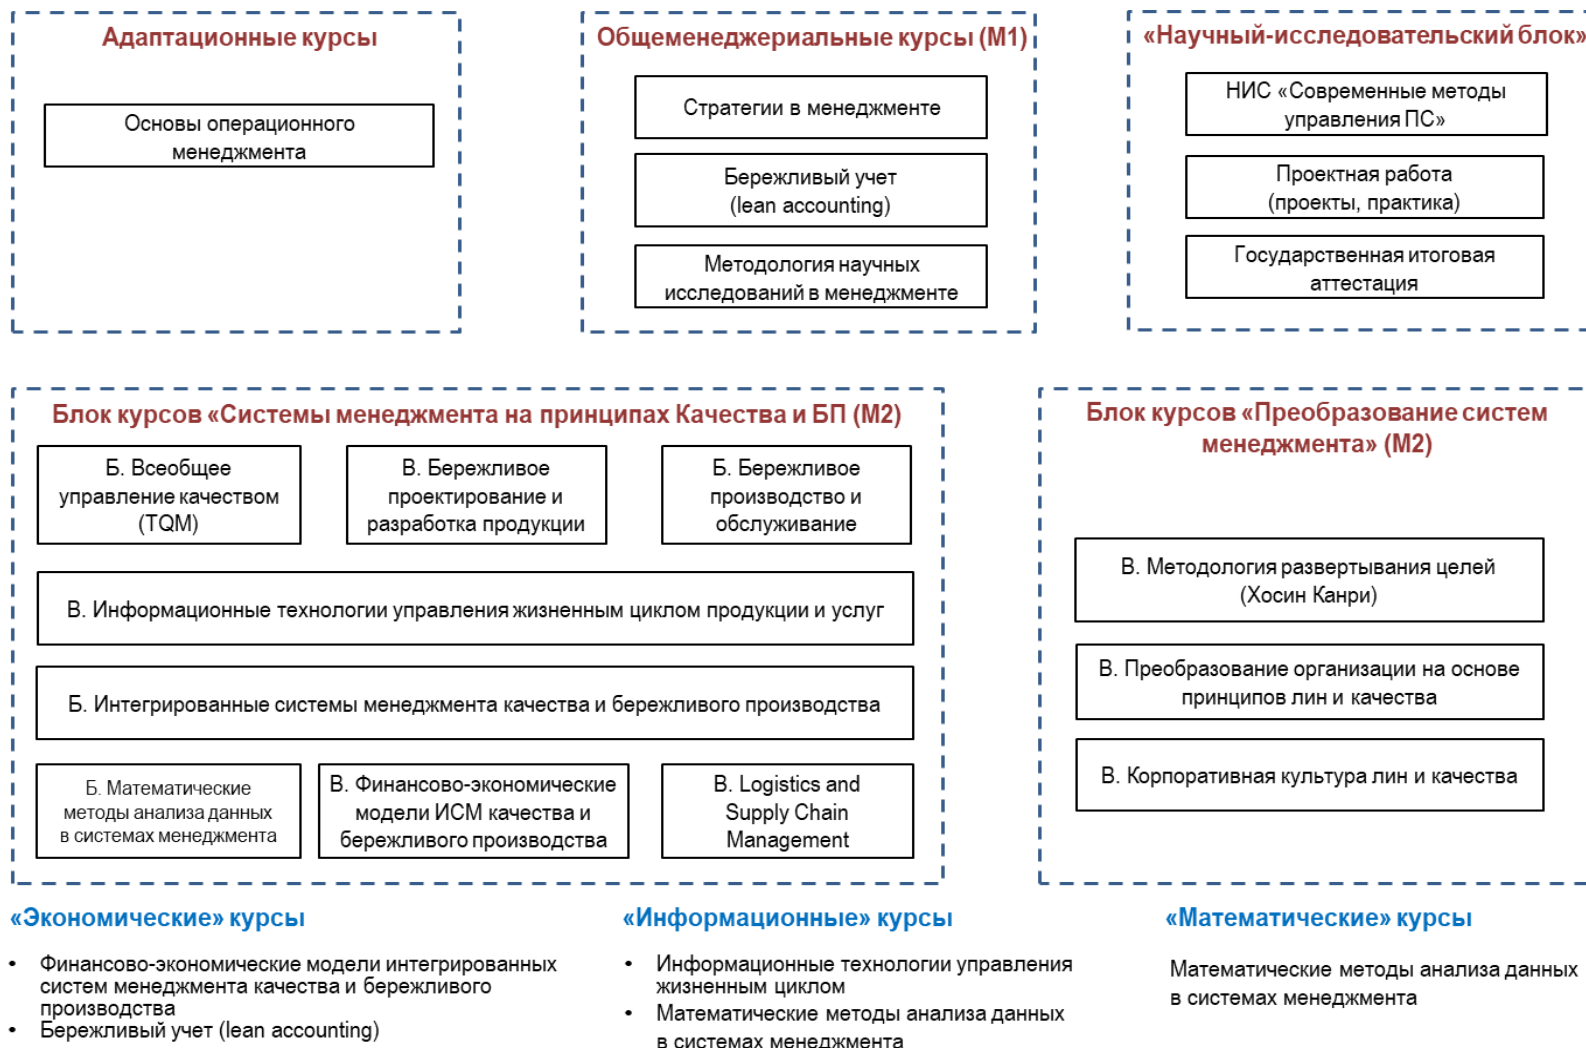 Адаптационные курсы
Основы операционного
менеджмента
Общеменеджериальные курсы (М1)
Стратегии в менеджменте
Бережливый учет
(lean accounting)
Методология научных
исследований в менеджменте
«Научный-исследовательский блок»
НИС «Современные методы
управления ПС»
Проектная работа
(проекты, практика)
Государственная итоговая
аттестация
Блок курсов «Системы менеджмента на принципах Качества и БП (М2)
Б. Всеобщее
управление качеством
(TQM)
В. Бережливое
проектирование и
разработка продукции
Б. Бережливое
производство и
обслуживание
В. Информационные технологии управления жизненным циклом продукции и услуг
Б. Интегрированные системы менеджмента качества и бережливого производства
Б. Математические
методы анализа данных
в системах менеджмента
В. Финансово-экономические
модели ИСМ качества и
бережливого производства
В. Logistics and
Supply Chain
Management
Блок курсов «Преобразование систем
менеджмента» (М2)
В. Методология развертывания целей
(Хосин Канри)
В. Преобразование организации на основе
принципов лин и качества
В. Корпоративная культура лин и качества
«Экономические» курсы
• Финансово-экономические модели интегрированных
систем менеджмента качества и бережливого
производства
• Бережливый учет (lean accounting)
«Информационные» курсы
• Информационные технологии управления
жизненным циклом
• Математические методы анализа данных
в системах менеджмента
«Математические» курсы
Математические методы анализа данных
в системах менеджмента